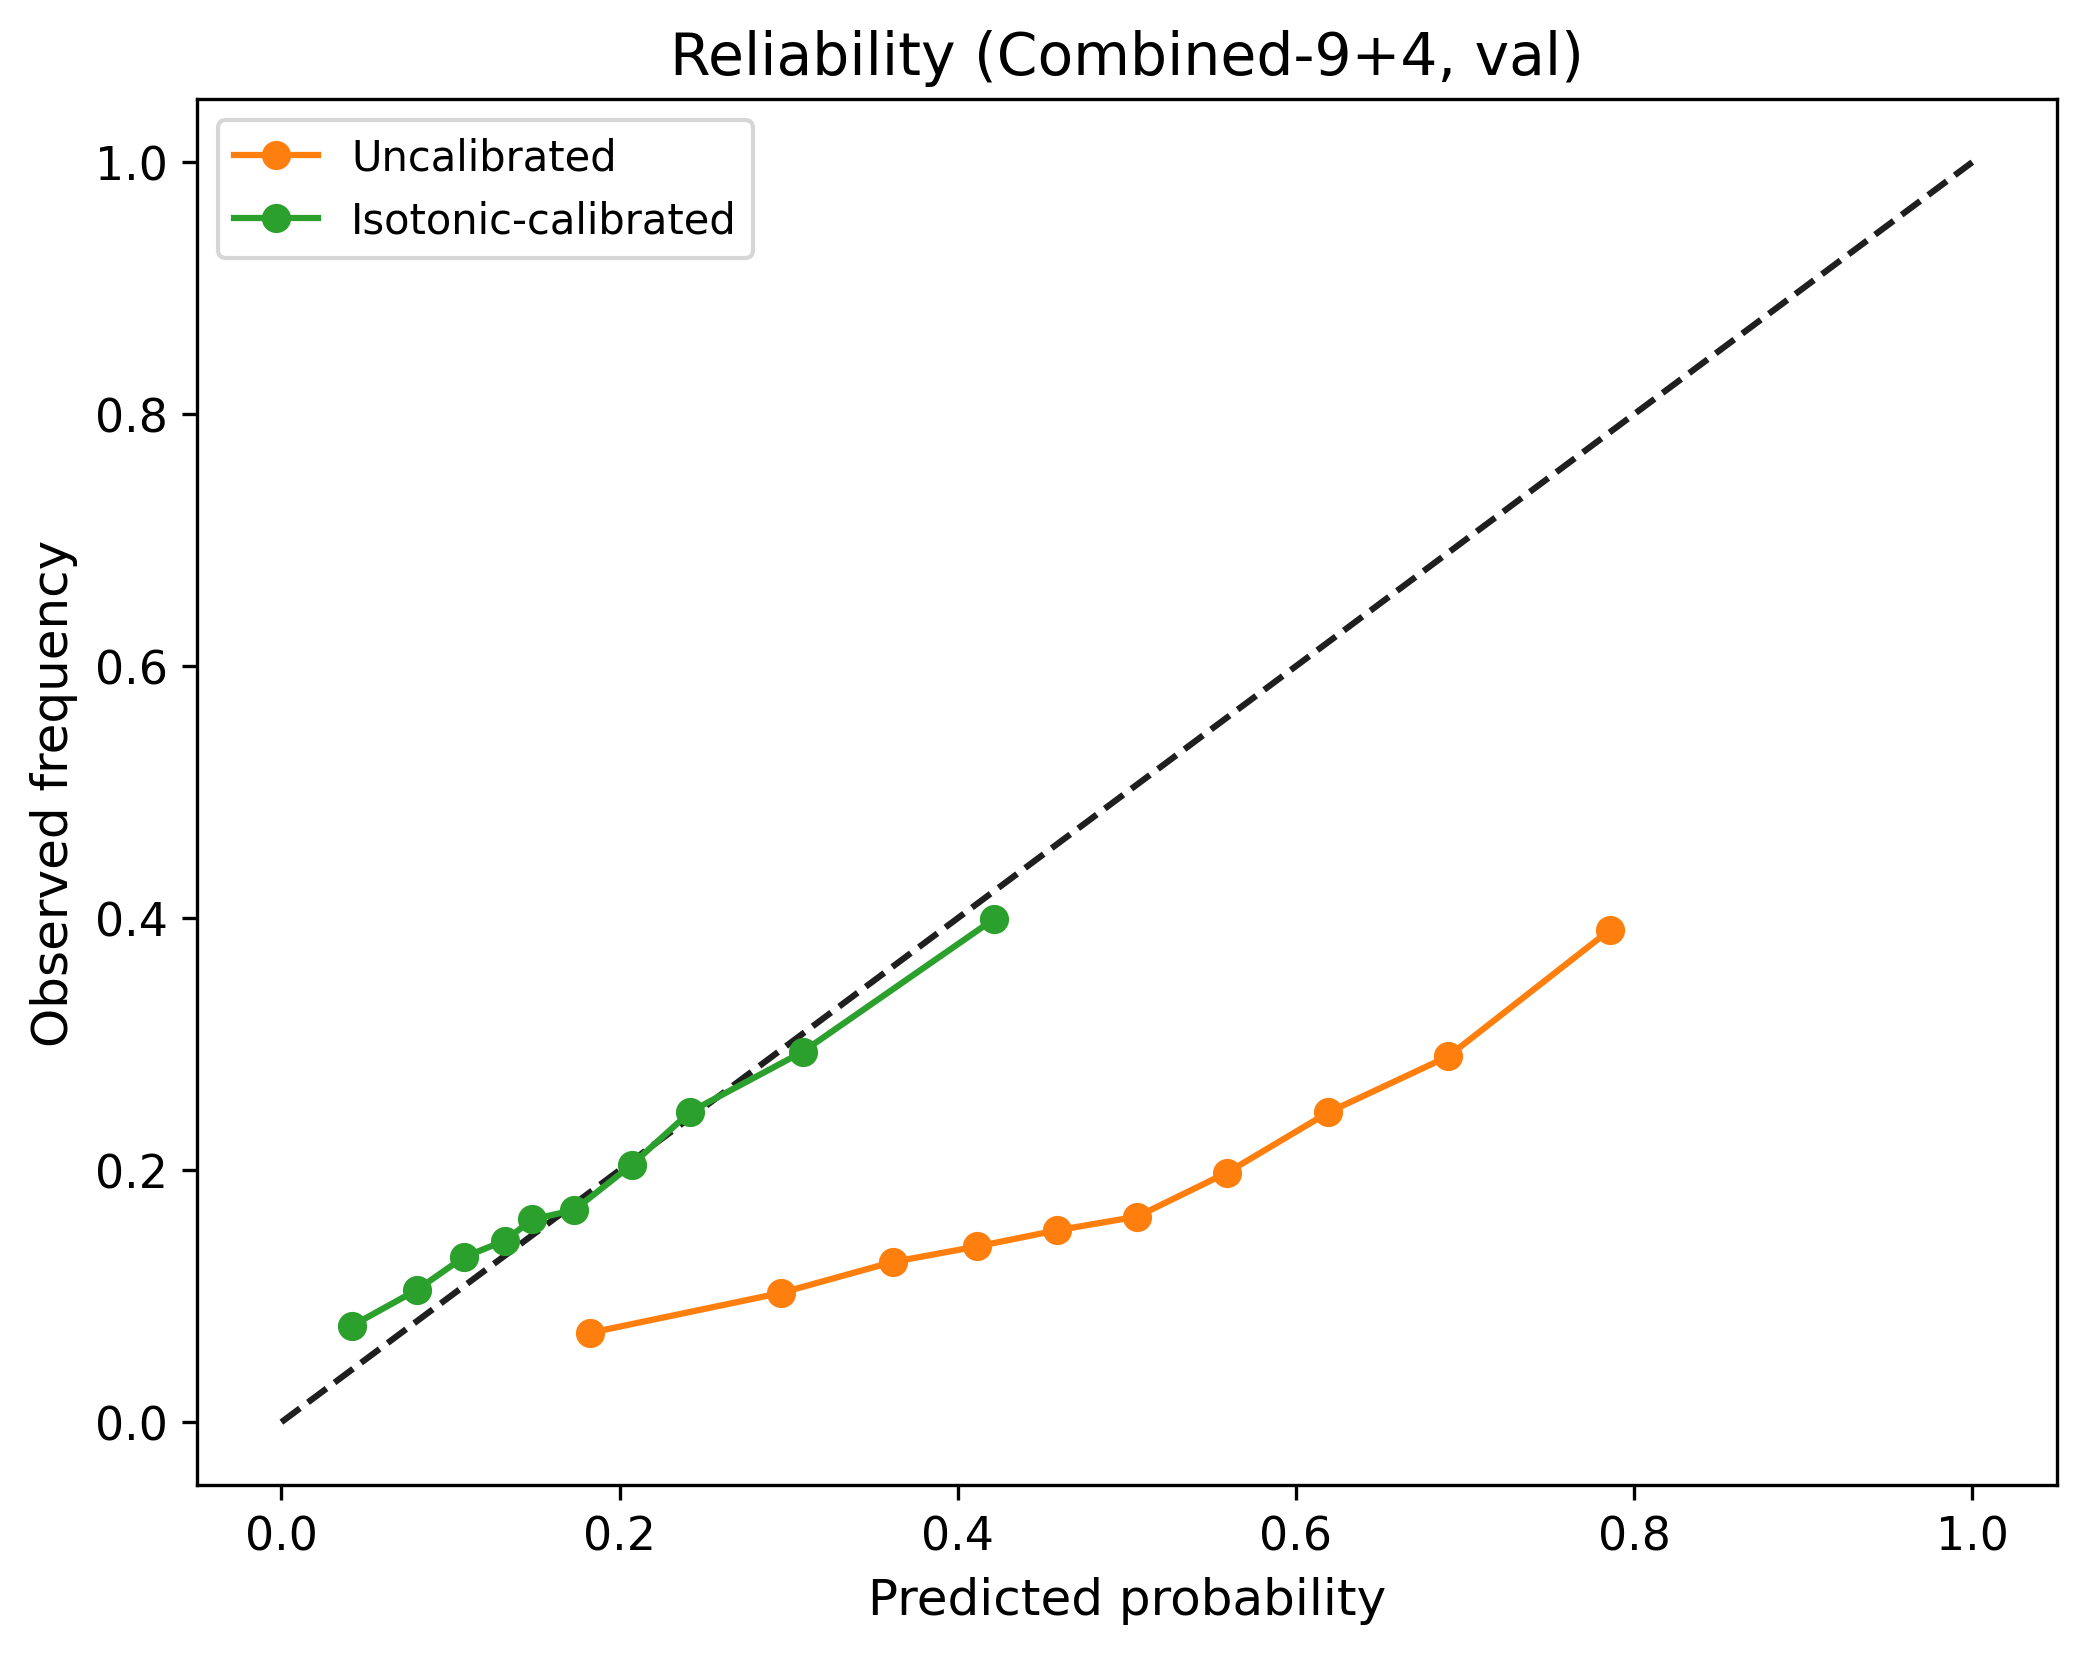 Reliability (Combined-9+4, val)
Uncalibrated
Isotonic-calibrated
1.0
0.8
0.6
0.4
0.2
0.0
Observed frequency
0.0 0.2 0.4 0.6 0.8 1.0
Predicted probability